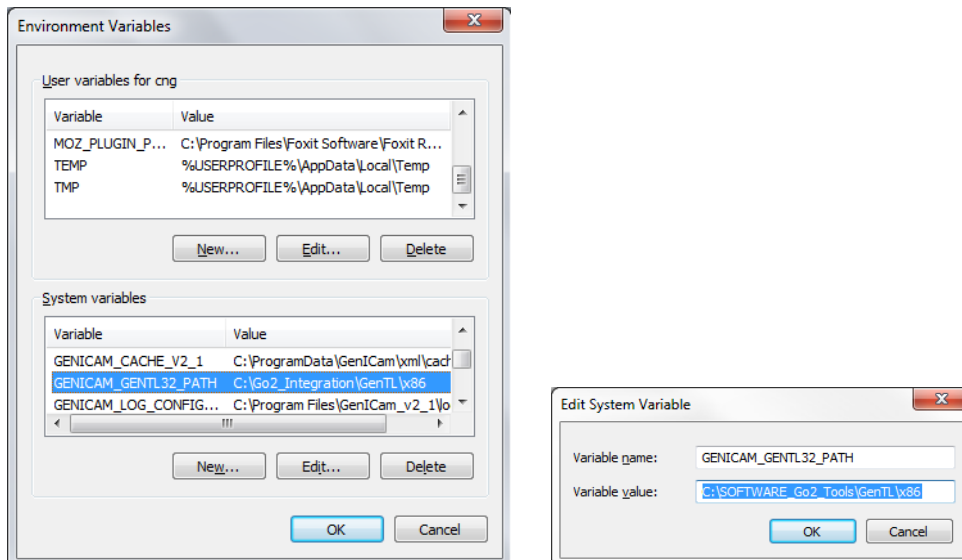 Environment Variables
User variables for cng
Variable Value
MOZ_PLUGIN_P... C:\Program Files\Foxit Software\Foxit R...
TEMP %USERPROFILE%\AppData\Local\Temp
TMP %USERPROFILE%\AppData\Local\Temp
New... Edit... Delete
System variables
Variable Value
GENICAM_CACHE_V2_1 C:\ProgramData\GenICam\xml\cach
GENICAM_GENTL32_PATH C:\Go2_Integration\GenTL\x86
GENICAM_LOG_CONFIG... C:\Program Files\GenICam_v2_1\lo
New... Edit... Delete
OK Cancel
Edit System Variable
Variable name: GENICAM_GENTL32_PATH
Variable value: C:\SOFTWARE_Go2_Tools\GenTL\x86
OK Cancel